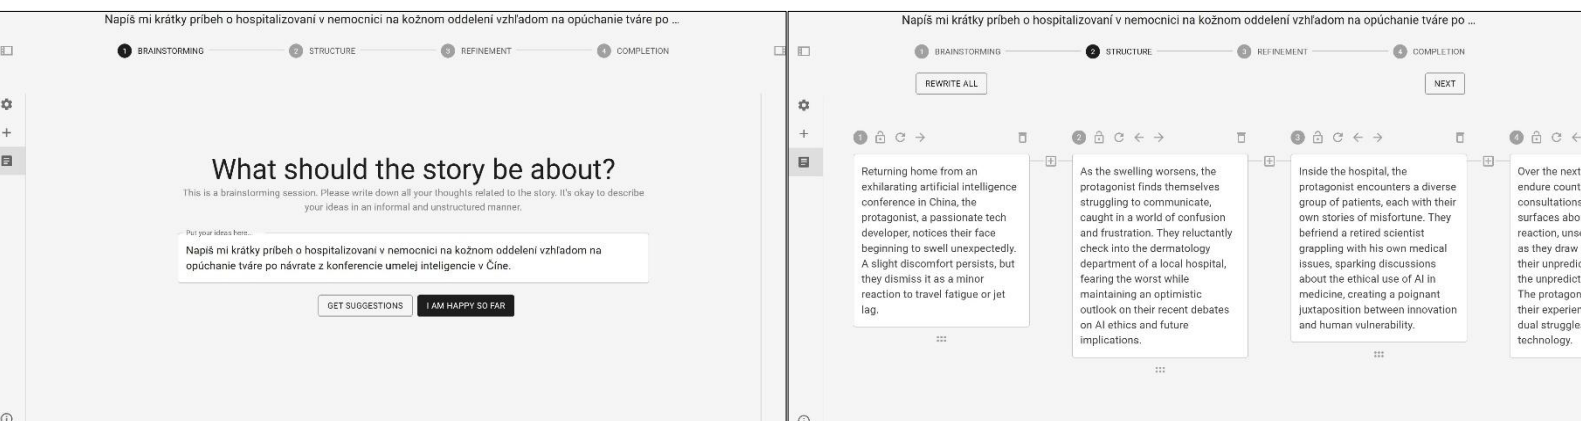 Napíš mi krátky príbeh o hospitalizovaní v nemocnici na kožnom oddelení vzhľadom na opúchanie tváre po ...
1 BRAINSTORMING 2 STRUCTURE 3 REFINEMENT 4 COMPLETION
What should the story be about?
This is a brainstorming session. Please write down all your thoughts related to the story. It's okay to describe
your ideas in an informal and unstructured manner.
Put your ideas here...
Napíš mi krátky príbeh o hospitalizovaní v nemocnici na kožnom oddelení vzhľadom na
opúchanie tváre po návrate z konferencie umelej inteligencie v Číne.
GET SUGGESTIONS I AM HAPPY SO FAR
Napíš mi krátky príbeh o hospitalizovaní v nemocnici na kožnom oddelení vzhľadom na opúchanie tváre po ...
1 BRAINSTORMING 2 STRUCTURE 3 REFINEMENT 4 COMPLETION
REWRITE ALL NEXT
1
Returning home from an
exhilarating artificial intelligence
conference in China, the
protagonist, a passionate tech
developer, notices their face
beginning to swell unexpectedly.
A slight discomfort persists, but
they dismiss it as a minor
reaction to travel fatigue or jet
lag.
2
As the swelling worsens, the
protagonist finds themselves
struggling to communicate,
caught in a world of confusion
and frustration. They reluctantly
check into the dermatology
department of a local hospital,
fearing the worst while
maintaining an optimistic
outlook on their recent debates
on AI ethics and future
implications.
3
Inside the hospital, the
protagonist encounters a diverse
group of patients, each with their
own stories of misfortune. They
befriend a retired scientist
grappling with his own medical
issues, sparking discussions
about the ethical use of AI in
medicine, creating a poignant
juxtaposition between innovation
and human vulnerability.
4
Over the next
endure count
consultations
surfaces abo
reaction, unse
as they draw
their unpredic
the unpredict
The protagon
their experien
dual struggle
technology.